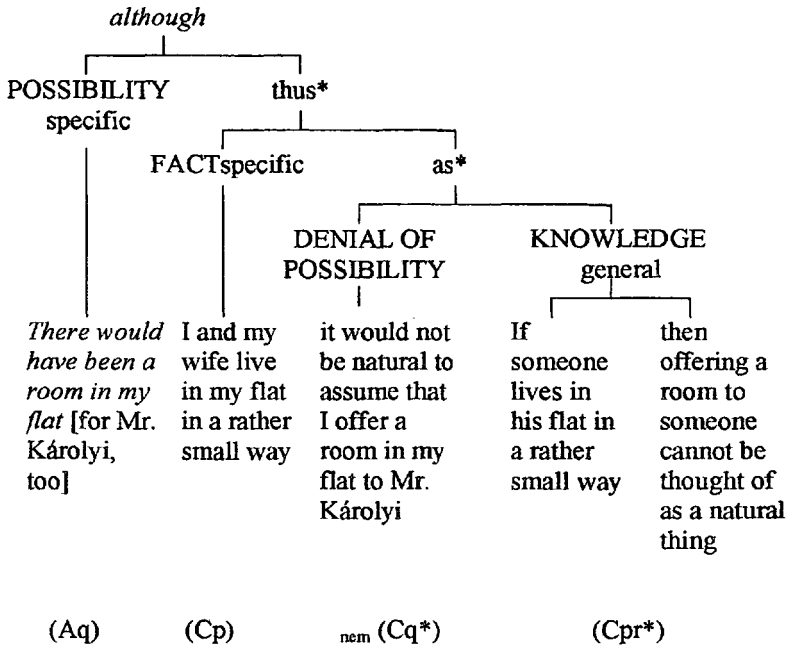 although
POSSIBILITY
specific
thus*
FACTspecific
as*
DENIAL OF
POSSIBILITY
KNOWLEDGE
general
There would
have been a
room in my
flat [for Mr.
Károlyi,
too]
I and my
wife live
in my flat
in a rather
small way
it would not
be natural to
assume that
I offer a
room in my
flat to Mr.
Károlyi
If
someone
lives in
his flat in
a rather
small way
then
offering a
room to
someone
cannot be
thought of
as a natural
thing
(Aq)
(Cp)
nem (Cq*)
(Cpr*)